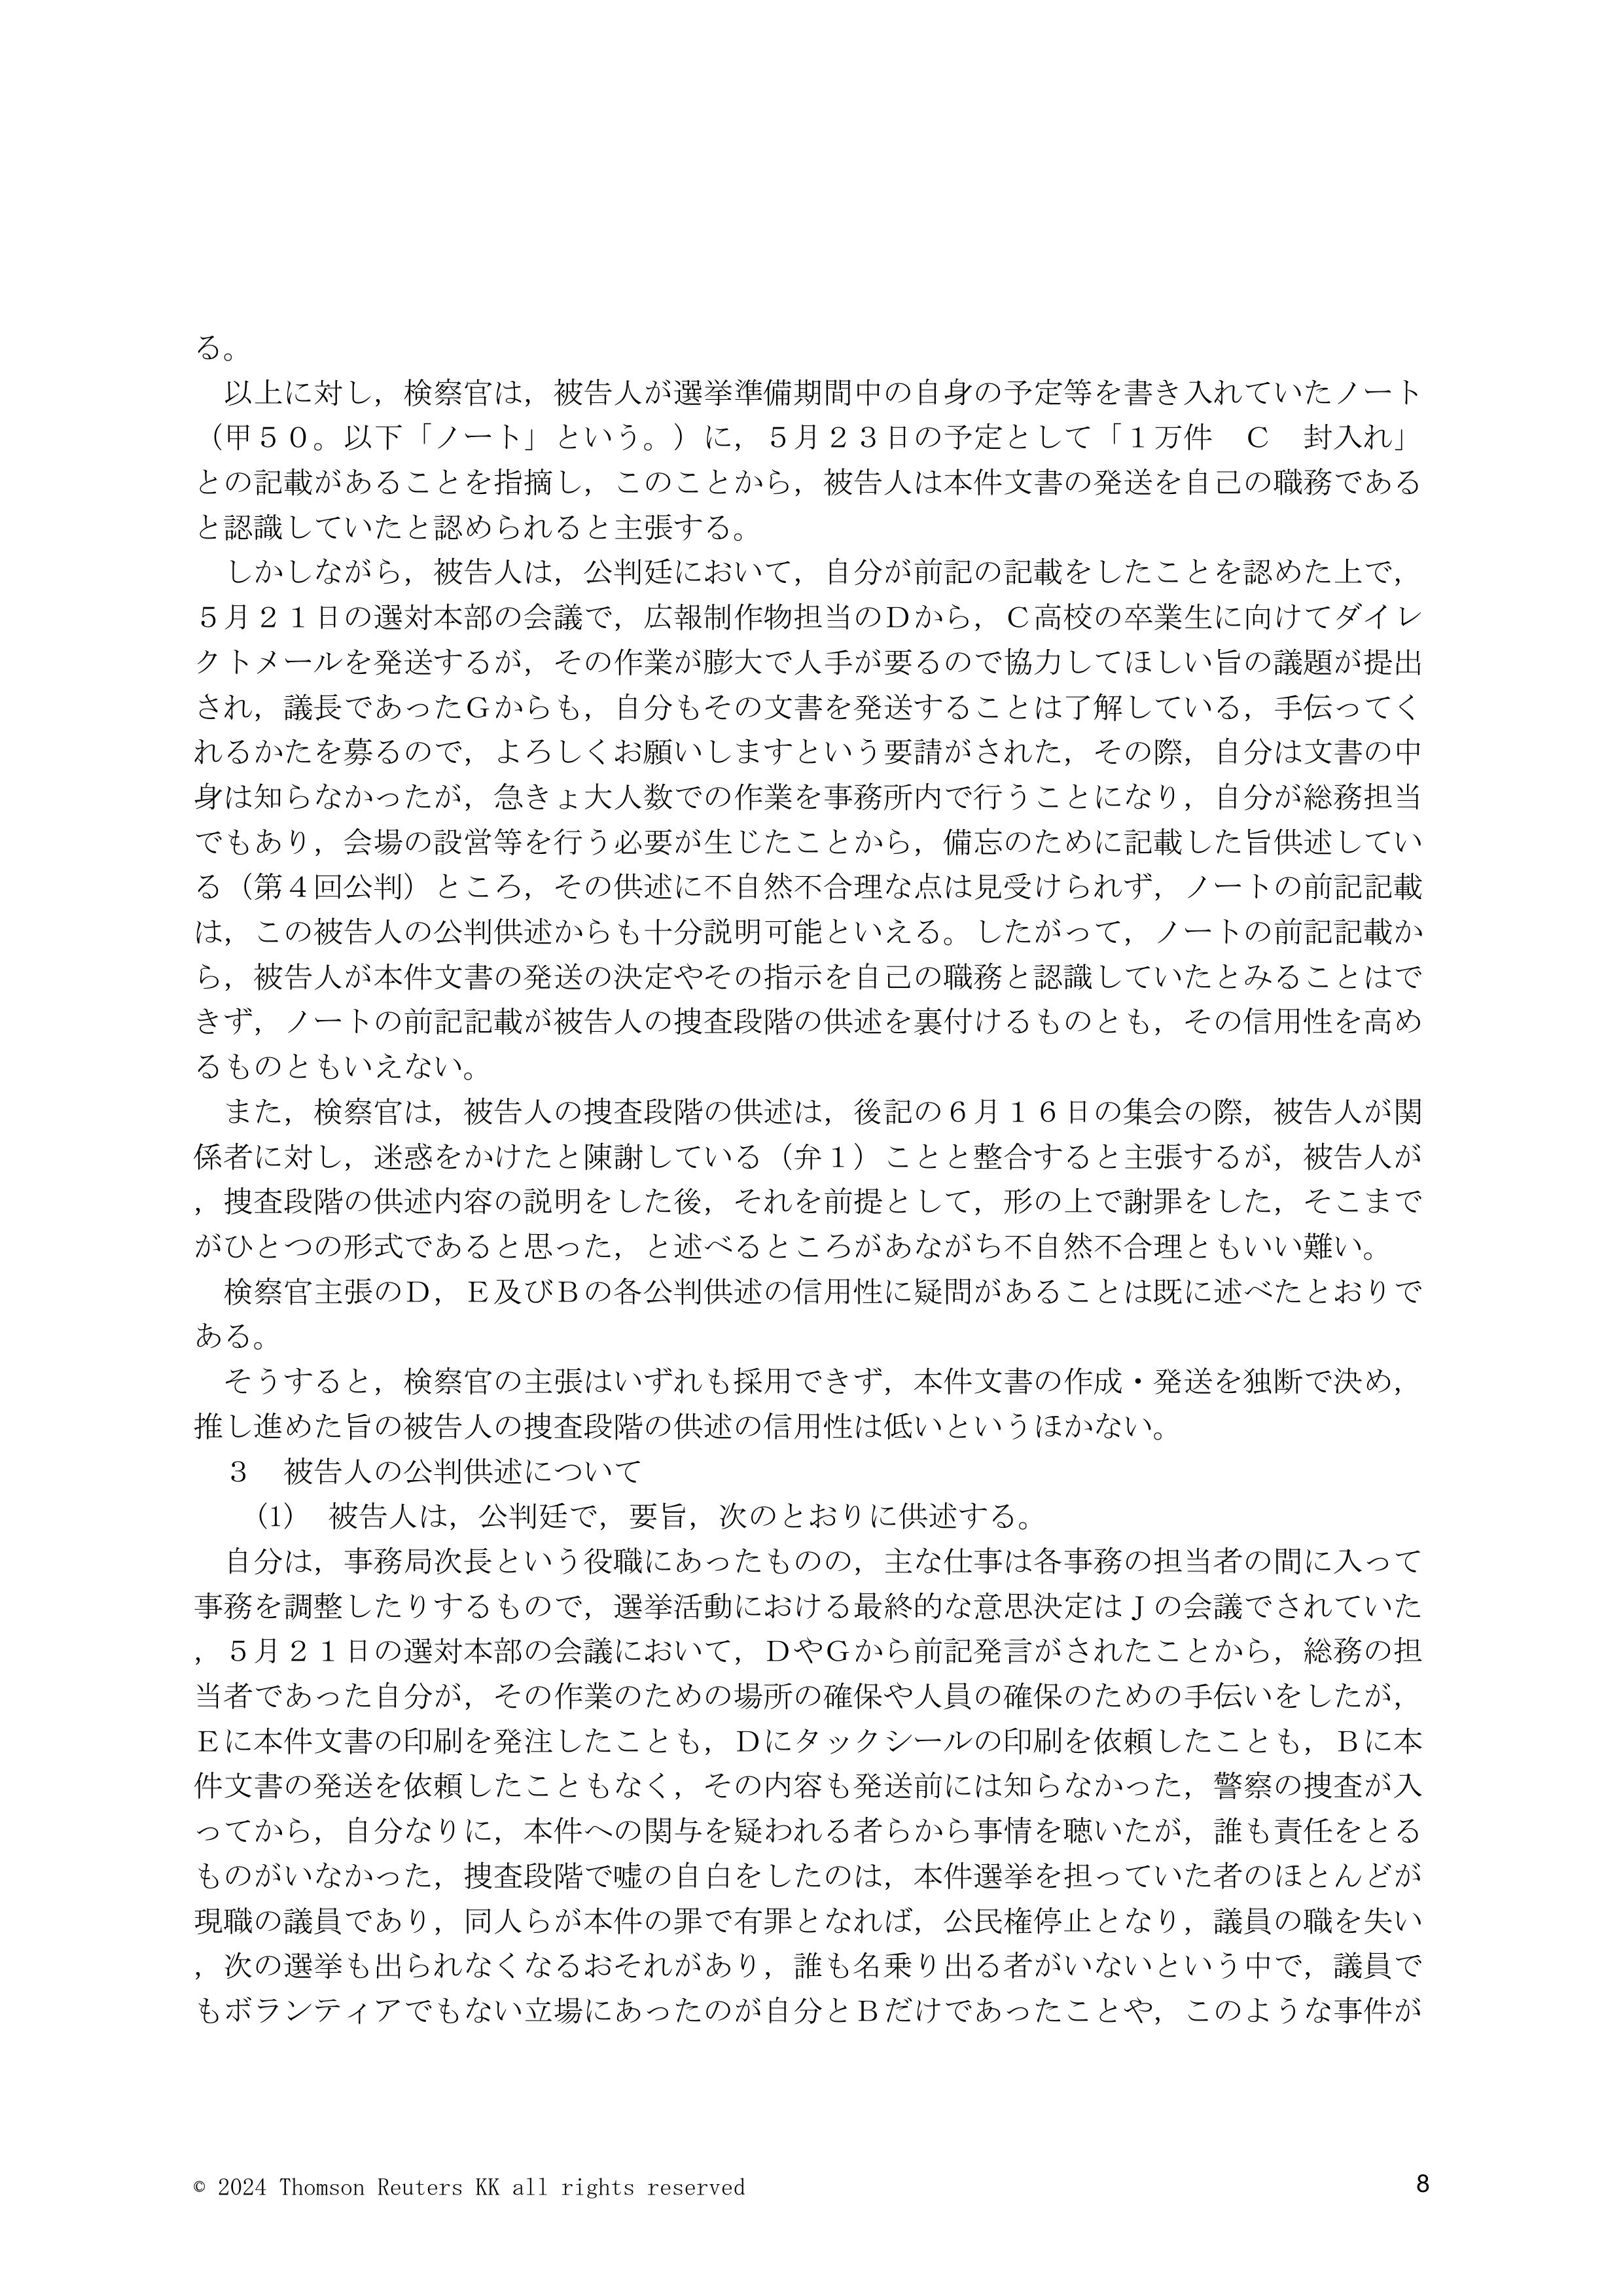 る。
　以上に対し，検察官は，被告人が選挙準備期間中の自身の予定等を書き入れていたノート
（甲５０。以下「ノート」という。）に，５月２３日の予定として「１万件　Ｃ　封入れ」
との記載があることを指摘し，このことから，被告人は本件文書の発送を自己の職務である
と認識していたと認められると主張する。
　しかしながら，被告人は，公判廷において，自分が前記の記載をしたことを認めた上で，
５月２１日の選対本部の会議で，広報制作物担当のＤから，Ｃ高校の卒業生に向けてダイレ
クトメールを発送するが，その作業が膨大で人手が要るので協力してほしい旨の議題が提出
され，議長であったＧからも，自分もその文書を発送することは了解している，手伝ってく
れるかたを募るので，よろしくお願いしますという要請がされた，その際，自分は文書の中
身は知らなかったが，急きょ大人数での作業を事務所内で行うことになり，自分が総務担当
でもあり，会場の設営等を行う必要が生じたことから，備忘のために記載した旨供述してい
る（第４回公判）ところ，その供述に不自然不合理な点は見受けられず，ノートの前記記載
は，この被告人の公判供述からも十分説明可能といえる。したがって，ノートの前記記載か
ら，被告人が本件文書の発送の決定やその指示を自己の職務と認識していたとみることはで
きず，ノートの前記記載が被告人の捜査段階の供述を裏付けるものとも，その信用性を高め
るものともいえない。
　また，検察官は，被告人の捜査段階の供述は，後記の６月１６日の集会の際，被告人が関
係者に対し，迷惑をかけたと陳謝している（弁１）ことと整合すると主張するが，被告人が
，捜査段階の供述内容の説明をした後，それを前提として，形の上で謝罪をした，そこまで
がひとつの形式であると思った，と述べるところがあながち不自然不合理ともいい難い。
　検察官主張のＤ，Ｅ及びＢの各公判供述の信用性に疑問があることは既に述べたとおりで
ある。
　そうすると，検察官の主張はいずれも採用できず，本件文書の作成・発送を独断で決め，
推し進めた旨の被告人の捜査段階の供述の信用性は低いというほかない。
　３　被告人の公判供述について
　　(1)　被告人は，公判廷で，要旨，次のとおりに供述する。
　自分は，事務局次長という役職にあったものの，主な仕事は各事務の担当者の間に入って
事務を調整したりするもので，選挙活動における最終的な意思決定はＪの会議でされていた
，５月２１日の選対本部の会議において，ＤやＧから前記発言がされたことから，総務の担
当者であった自分が，その作業のための場所の確保や人員の確保のための手伝いをしたが，
Ｅに本件文書の印刷を発注したことも，Ｄにタックシールの印刷を依頼したことも，Ｂに本
件文書の発送を依頼したこともなく，その内容も発送前には知らなかった，警察の捜査が入
ってから，自分なりに，本件への関与を疑われる者らから事情を聴いたが，誰も責任をとる
ものがいなかった，捜査段階で嘘の自白をしたのは，本件選挙を担っていた者のほとんどが
現職の議員であり，同人らが本件の罪で有罪となれば，公民権停止となり，議員の職を失い
，次の選挙も出られなくなるおそれがあり，誰も名乗り出る者がいないという中で，議員で
もボランティアでもない立場にあったのが自分とＢだけであったことや，このような事件が
© 2024 Thomson Reuters KK all rights reserved
8